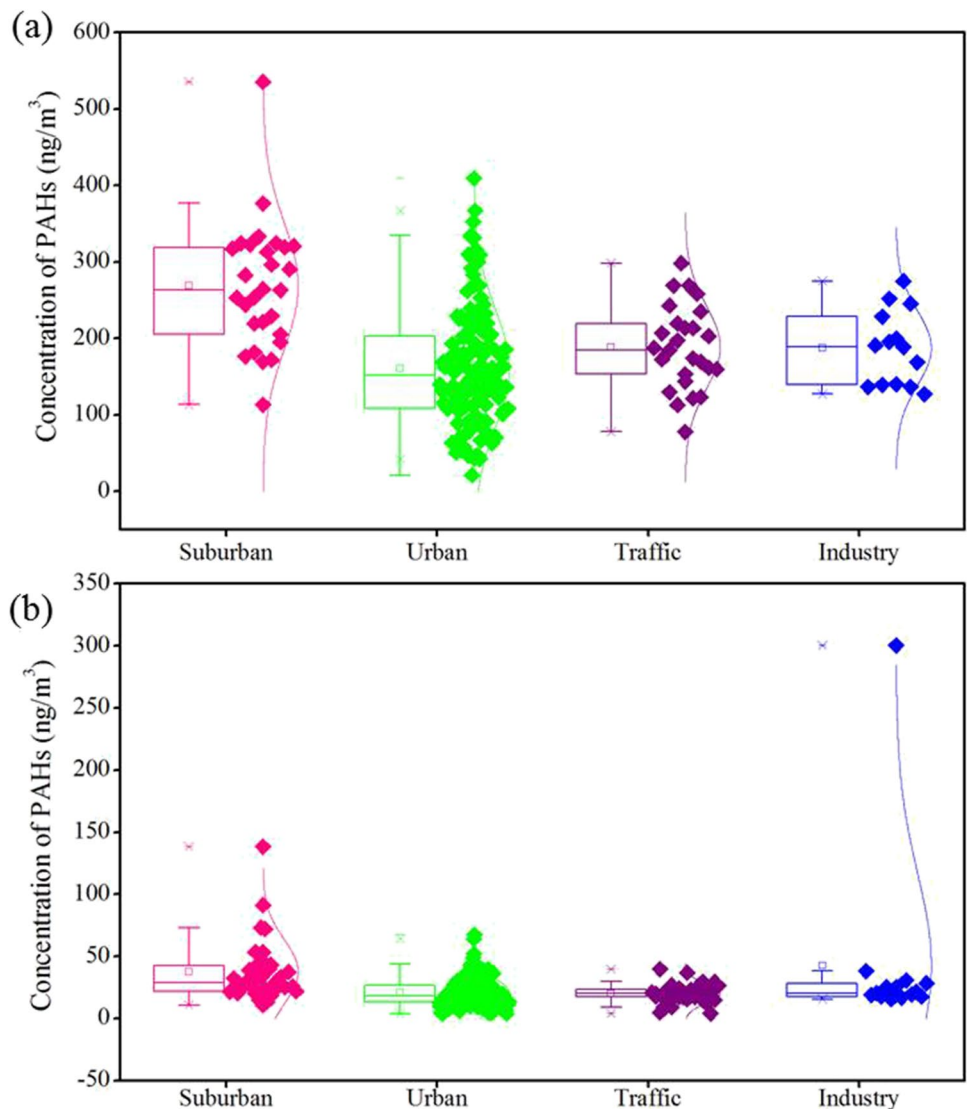 (a)
Concentration of PAHs (ng/m³)
600
500
400
300
200
100
0
Suburban Urban Traffic Industry
(b)
Concentration of PAHs (ng/m³)
350
300
250
200
150
100
50
0
-50
Suburban Urban Traffic Industry